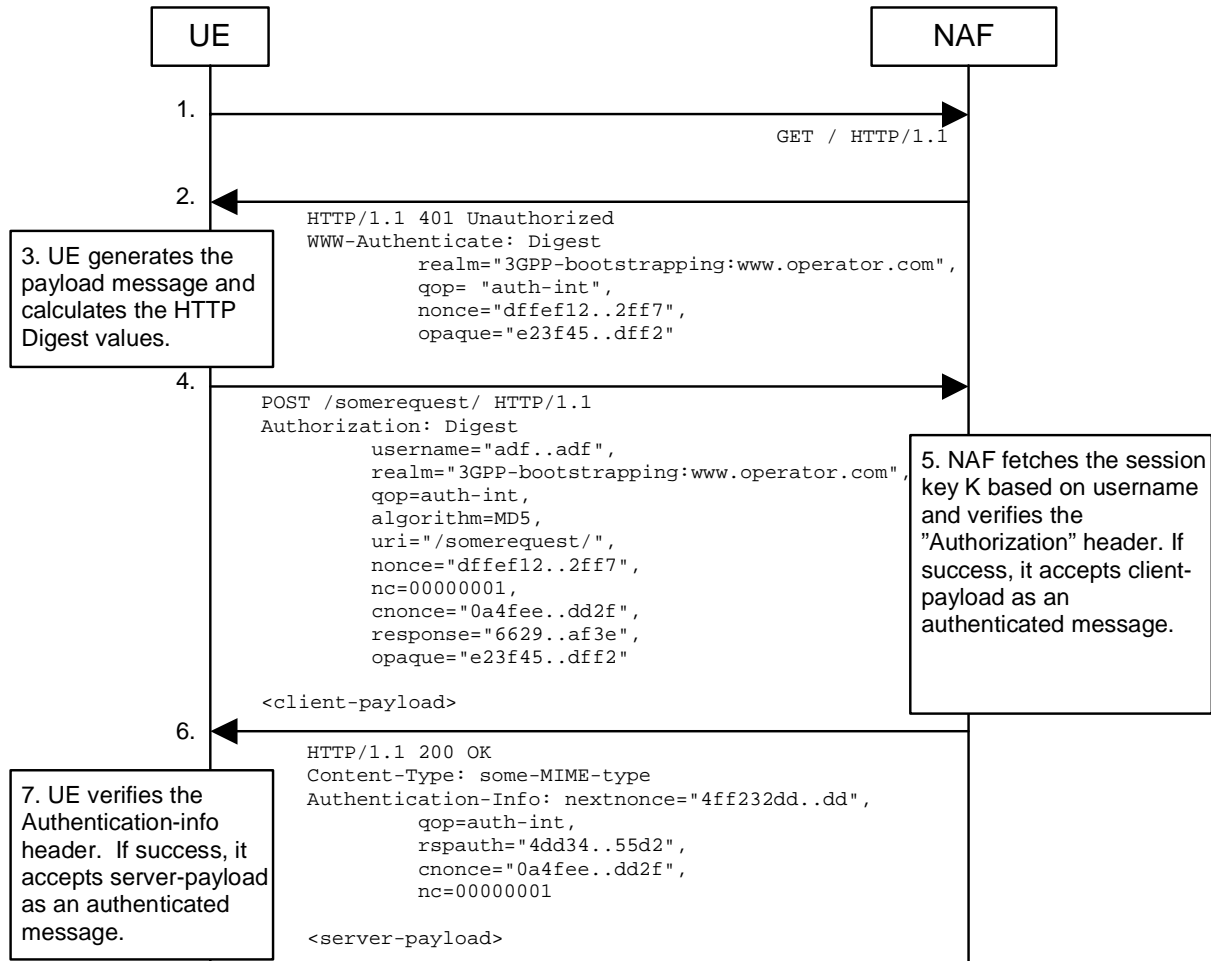 UE
NAF
1.
GET / HTTP/1.1
2.
HTTP/1.1 401 Unauthorized
WWW-Authenticate: Digest
realm="3GPP-bootstrapping:www.operator.com",
qop= "auth-int",
nonce="dffef12..2ff7",
opaque="e23f45..dff2"
3. UE generates the
payload message and
calculates the HTTP
Digest values.
4.
POST /somerequest/ HTTP/1.1
Authorization: Digest
username="adf..adf",
realm="3GPP-bootstrapping:www.operator.com",
qop=auth-int,
algorithm=MD5,
uri="/somerequest/",
nonce="dffef12..2ff7",
nc=00000001,
cnonce="0a4fee..dd2f",
response="6629..af3e",
opaque="e23f45..dff2"
<client-payload>
5. NAF fetches the session
key K based on username
and verifies the
”Authorization” header. If
success, it accepts client-
payload as an
authenticated message.
6.
HTTP/1.1 200 OK
Content-Type: some-MIME-type
Authentication-Info: nextnonce="4ff232dd..dd",
qop=auth-int,
rspauth="4dd34..55d2",
cnonce="0a4fee..dd2f",
nc=00000001
<server-payload>
7. UE verifies the
Authentication-info
header.  If success, it
accepts server-payload
as an authenticated
message.